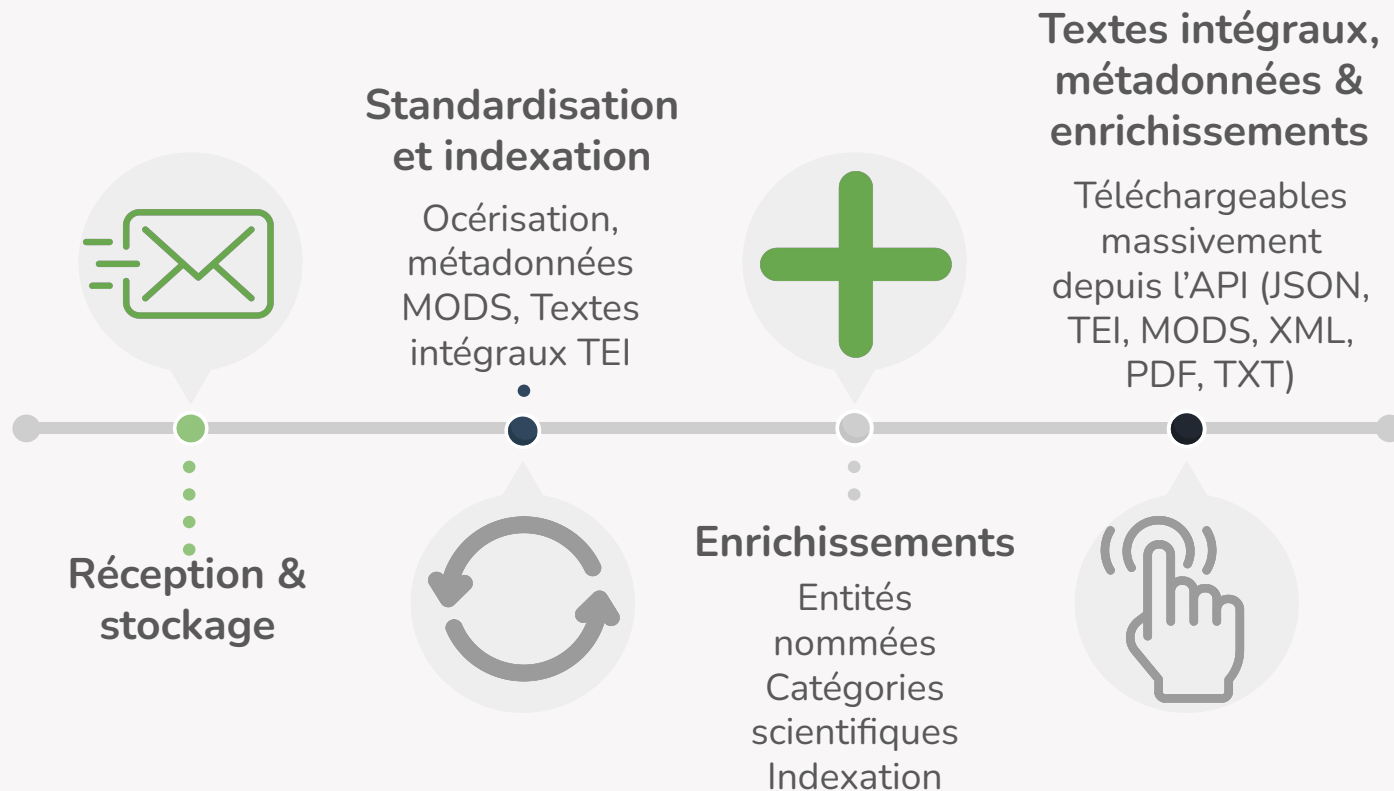 Réception &
stockage
Standardisation
et indexation
Océrisation,
métadonnées
MODS, Textes
intégraux TEI
Enrichissements
Entités
nommées
Catégories
scientifiques
Indexation
Textes intégraux,
métadonnées &
enrichissements
Téléchargeables
massivement
depuis l’API (JSON,
TEI, MODS, XML,
PDF, TXT)